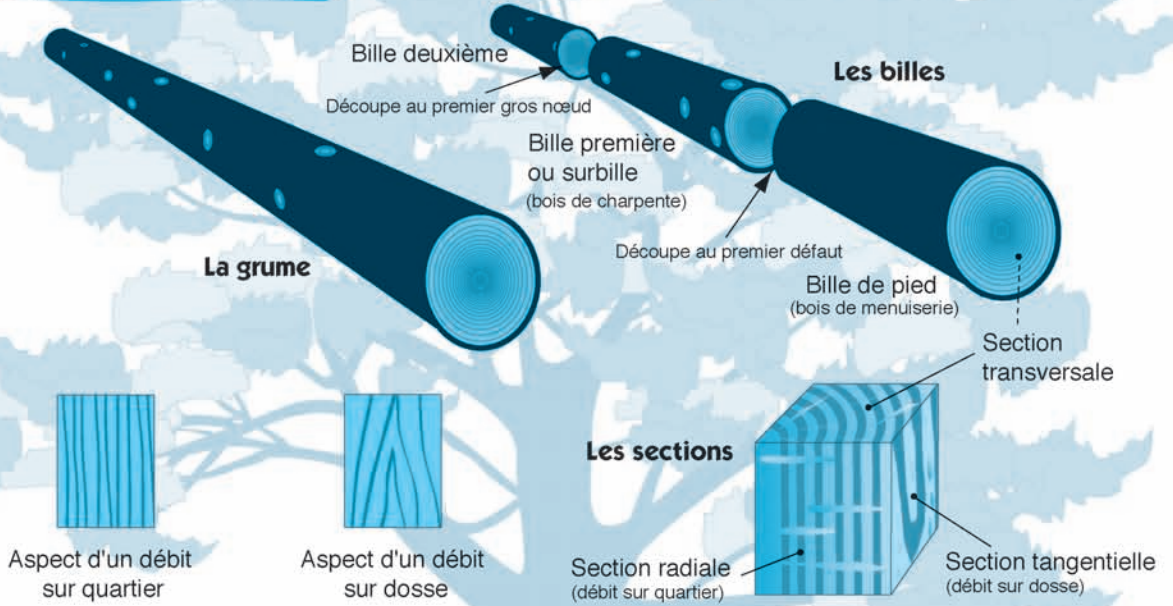 Bille deuxième
Découpe au premier gros nœud
Les billes
Bille première
ou surbille
(bois de charpente)
Découpe au premier défaut
La grume
Bille de pied
(bois de menuiserie)
Section
transversale
Les sections
Aspect d'un débit
sur quartier
Aspect d'un débit
sur dosse
Section radiale
(débit sur quartier)
Section tangentielle
(débit sur dosse)